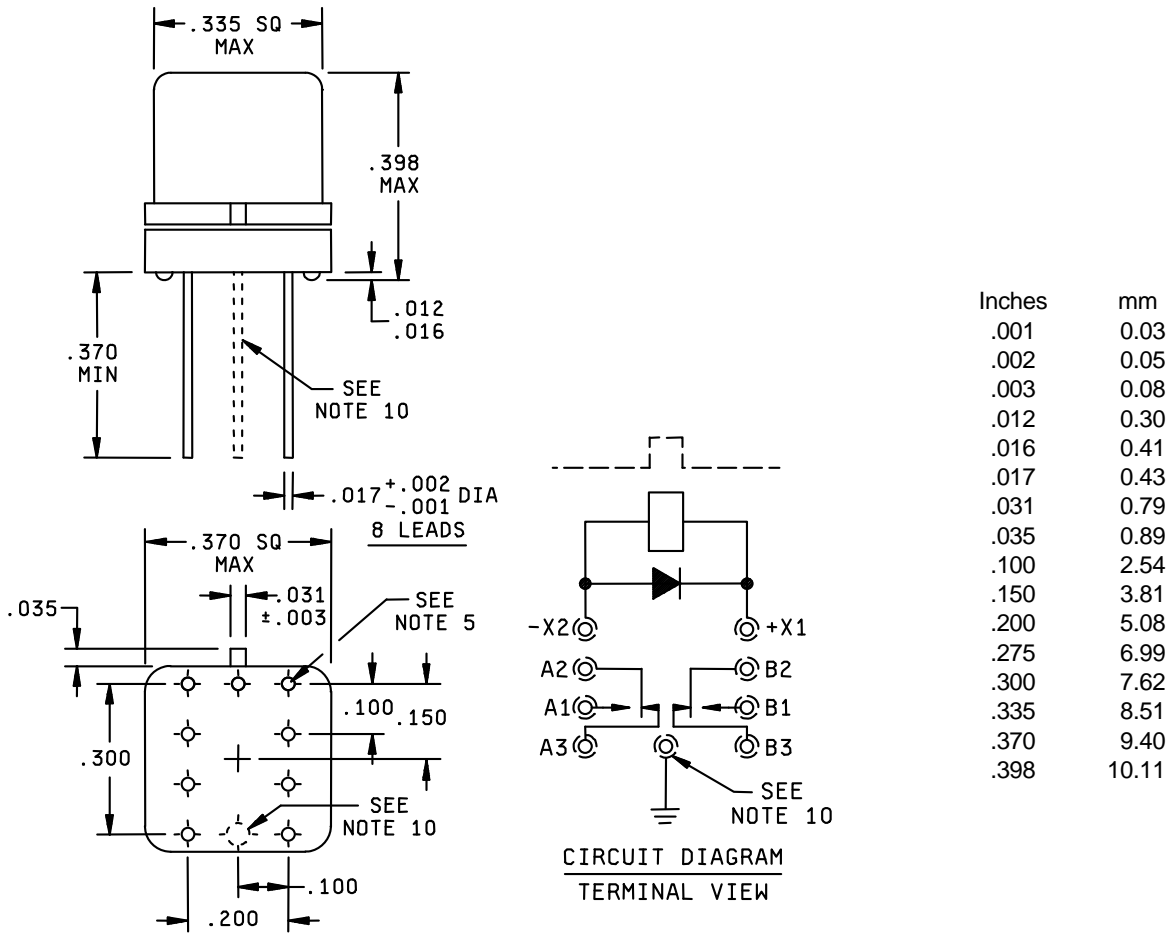 .335 SQ
MAX
.398
MAX
.012
.016
.370
MIN
SEE
NOTE 10
.017 +.002 -.001 DIA
8 LEADS
.370 SQ
MAX
.031
±.003
.035
SEE
NOTE 5
.100
.150
.300
SEE
NOTE 10
.100
.200
-X2
+X1
A2
B2
A1
B1
A3
B3
SEE
NOTE 10
CIRCUIT DIAGRAM
TERMINAL VIEW
Inches mm
.001 0.03
.002 0.05
.003 0.08
.012 0.30
.016 0.41
.017 0.43
.031 0.79
.035 0.89
.100 2.54
.150 3.81
.200 5.08
.275 6.99
.300 7.62
.335 8.51
.370 9.40
.398 10.11